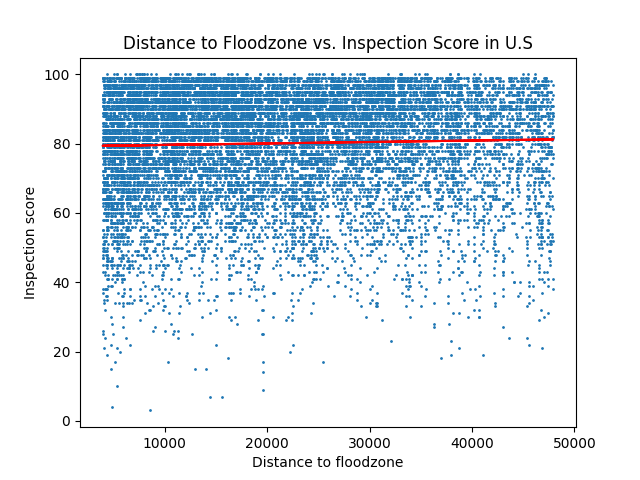 Distance to Floodzone vs. Inspection Score in U.S
100
80
60
40
20
0
Inspection score
10000 20000 30000 40000 50000
Distance to floodzone